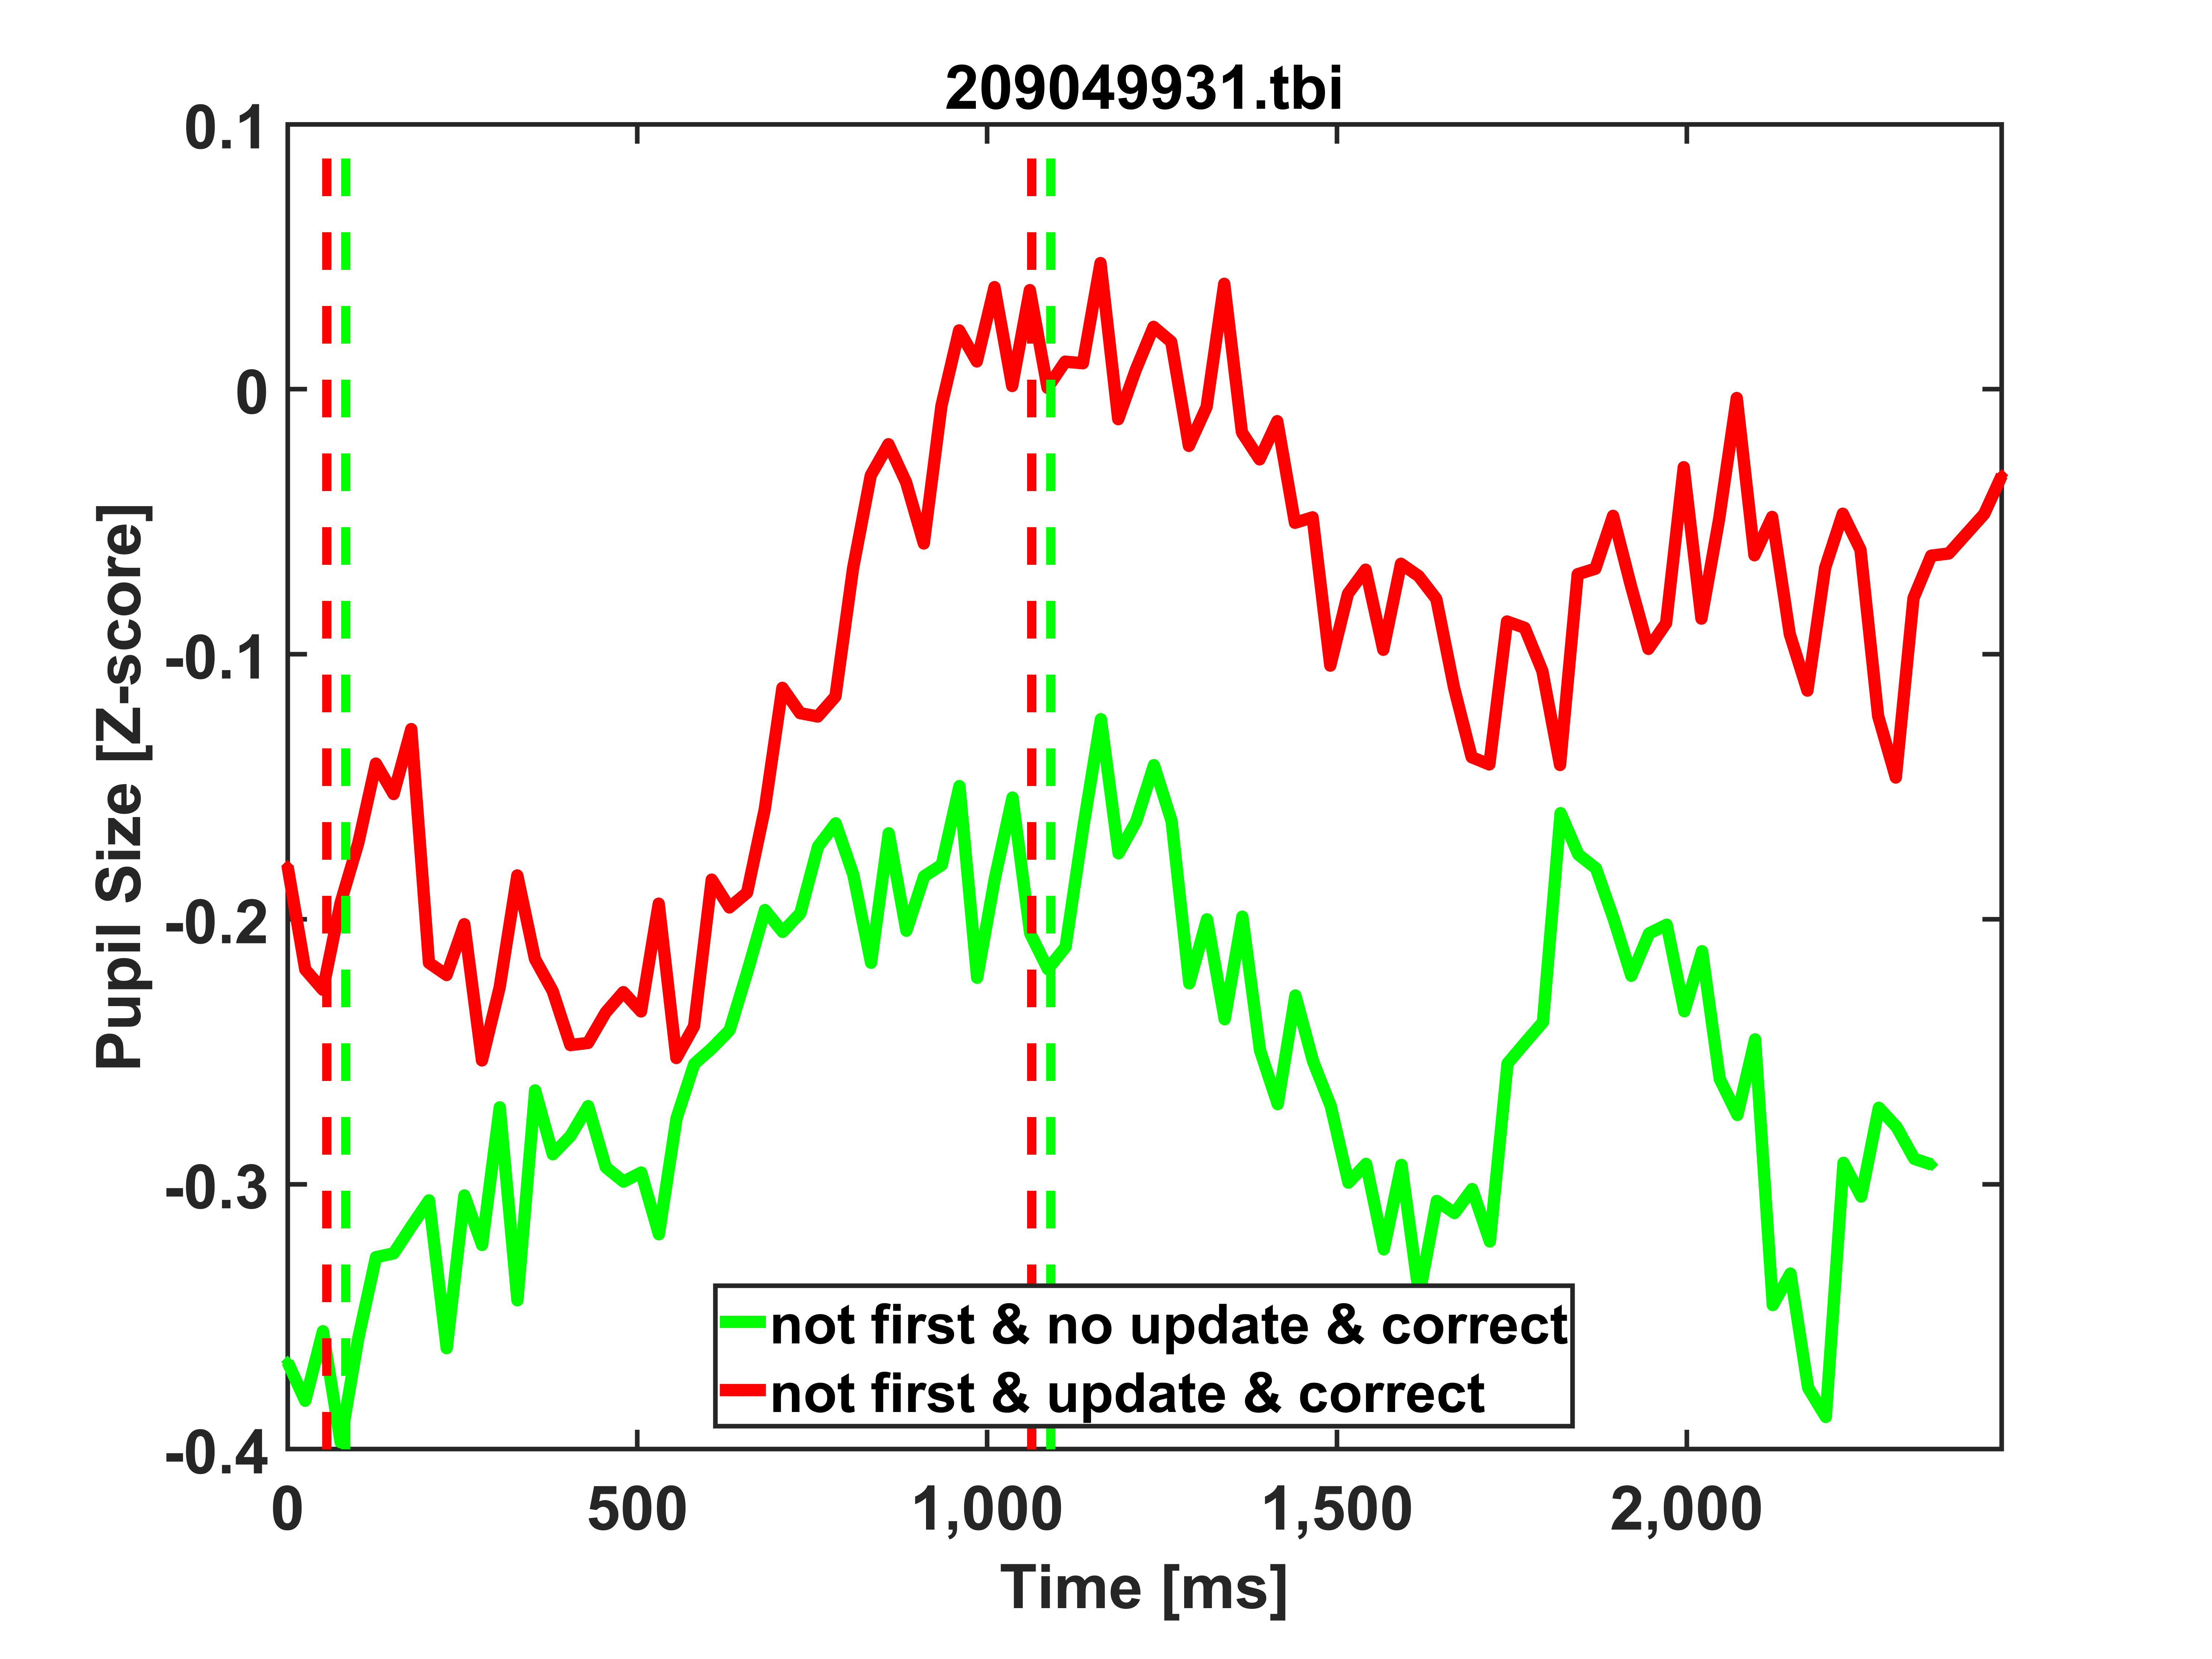 209049931.tbi
0.1
0
-0.1
-0.2
-0.3
-0.4
Pupil Size [Z-score]
not first & no update & correct
not first & update & correct
0
500
1,000
1,500
2,000
Time [ms]